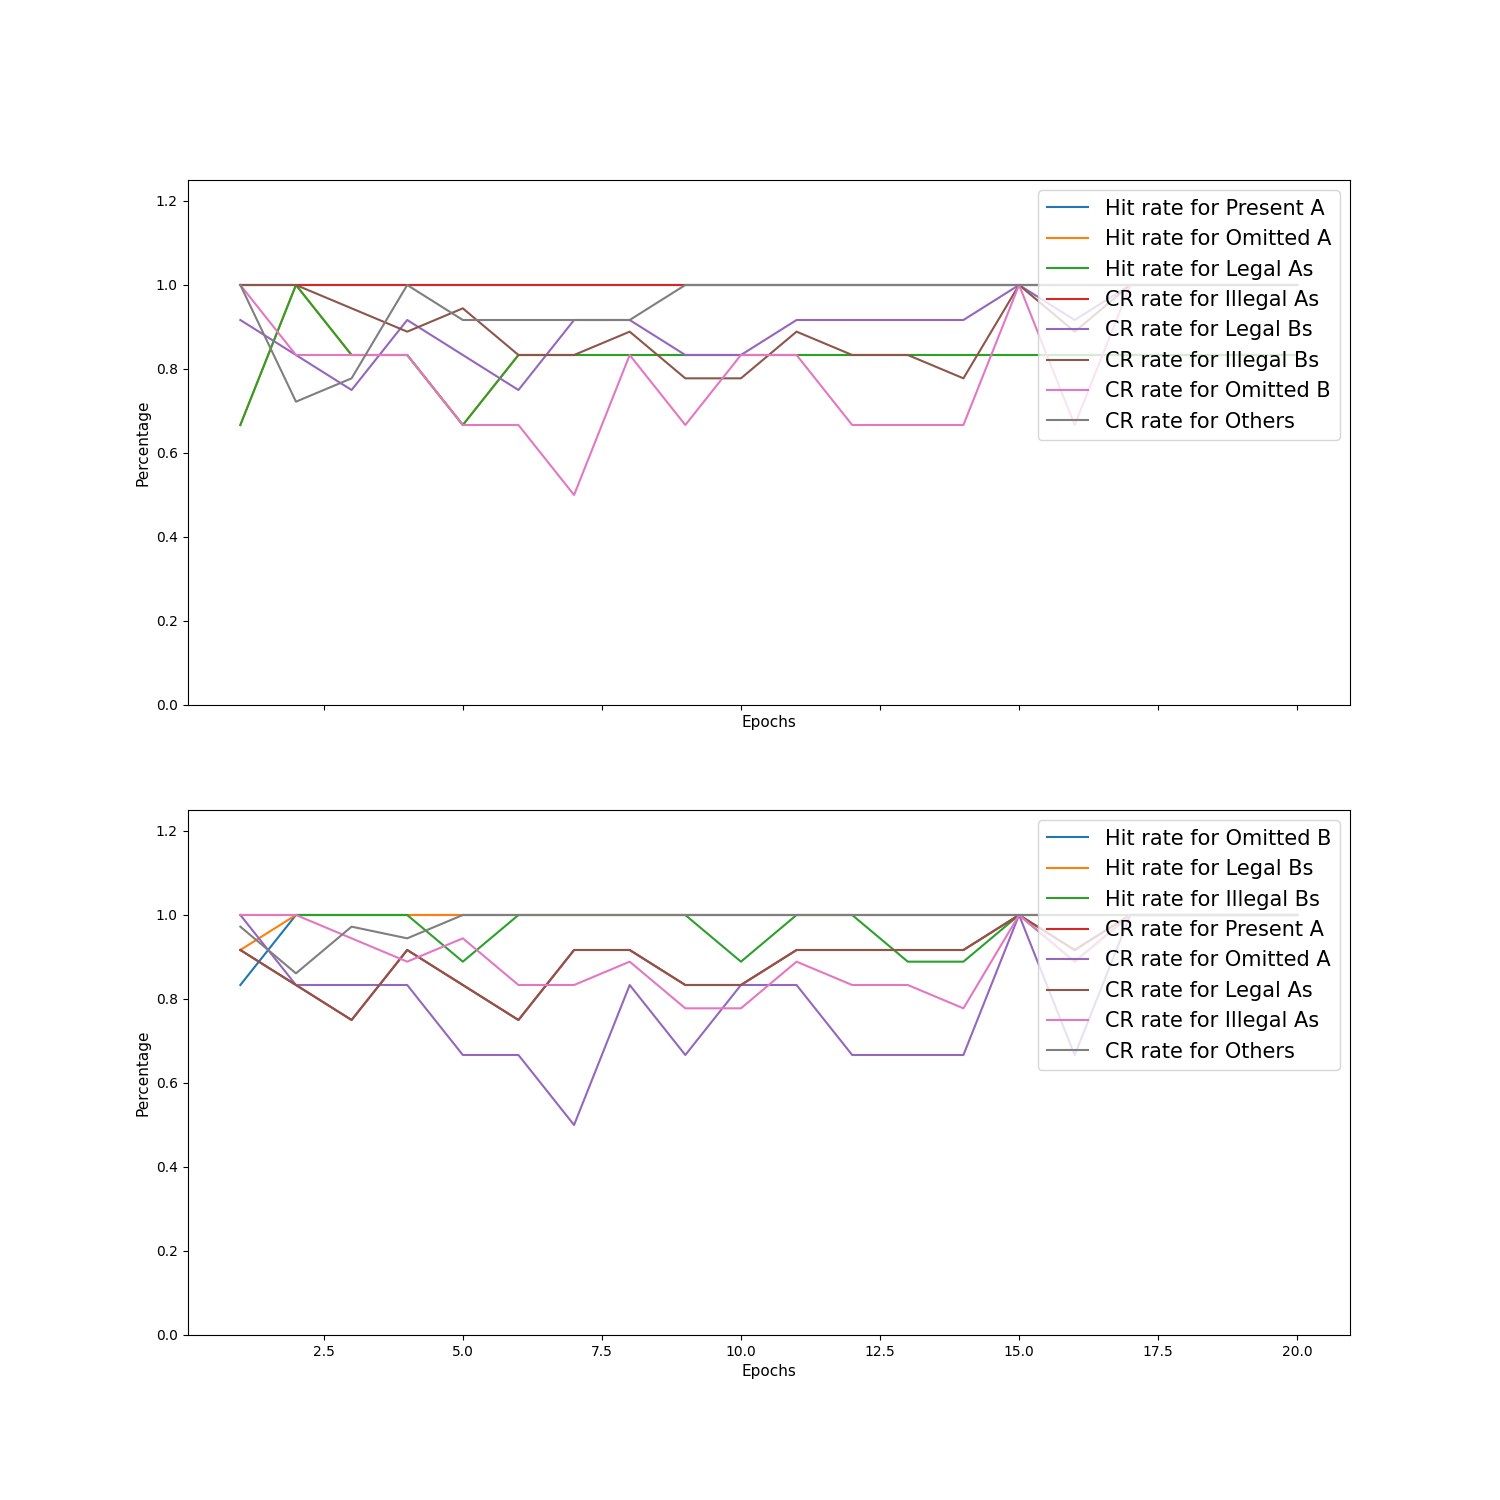 1.2
1.0
0.8
0.6
0.4
0.2
0.0
Percentage
Epochs
Hit rate for Present A
Hit rate for Omitted A
Hit rate for Legal As
CR rate for Illegal As
CR rate for Legal Bs
CR rate for Illegal Bs
CR rate for Omitted B
CR rate for Others
1.2
1.0
0.8
0.6
0.4
0.2
0.0
Percentage
2.5 5.0 7.5 10.0 12.5 15.0 17.5 20.0
Epochs
Hit rate for Omitted B
Hit rate for Legal Bs
Hit rate for Illegal Bs
CR rate for Present A
CR rate for Omitted A
CR rate for Legal As
CR rate for Illegal As
CR rate for Others